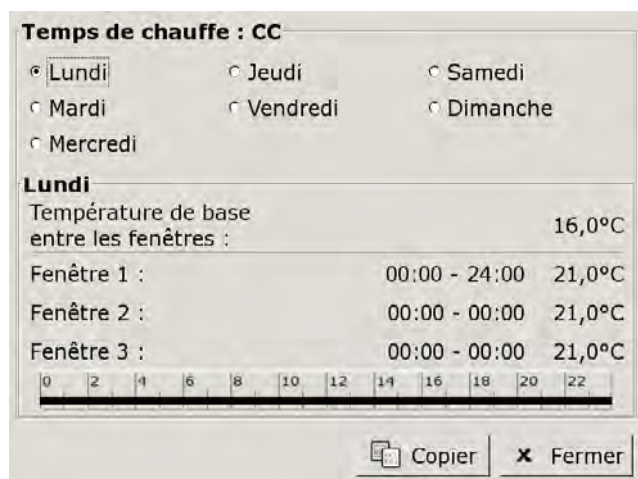 Temps de chauffe : CC
Lundi Jeudi Samedi
Mardi Vendredi Dimanche
Mercredi
Lundi
Température de base
entre les fenêtres : 16,0°C
Fenêtre 1 : 00:00 - 24:00 21,0°C
Fenêtre 2 : 00:00 - 00:00 21,0°C
Fenêtre 3 : 00:00 - 00:00 21,0°C
0 2 4 6 8 10 12 14 16 18 20 22
Copier x Fermer